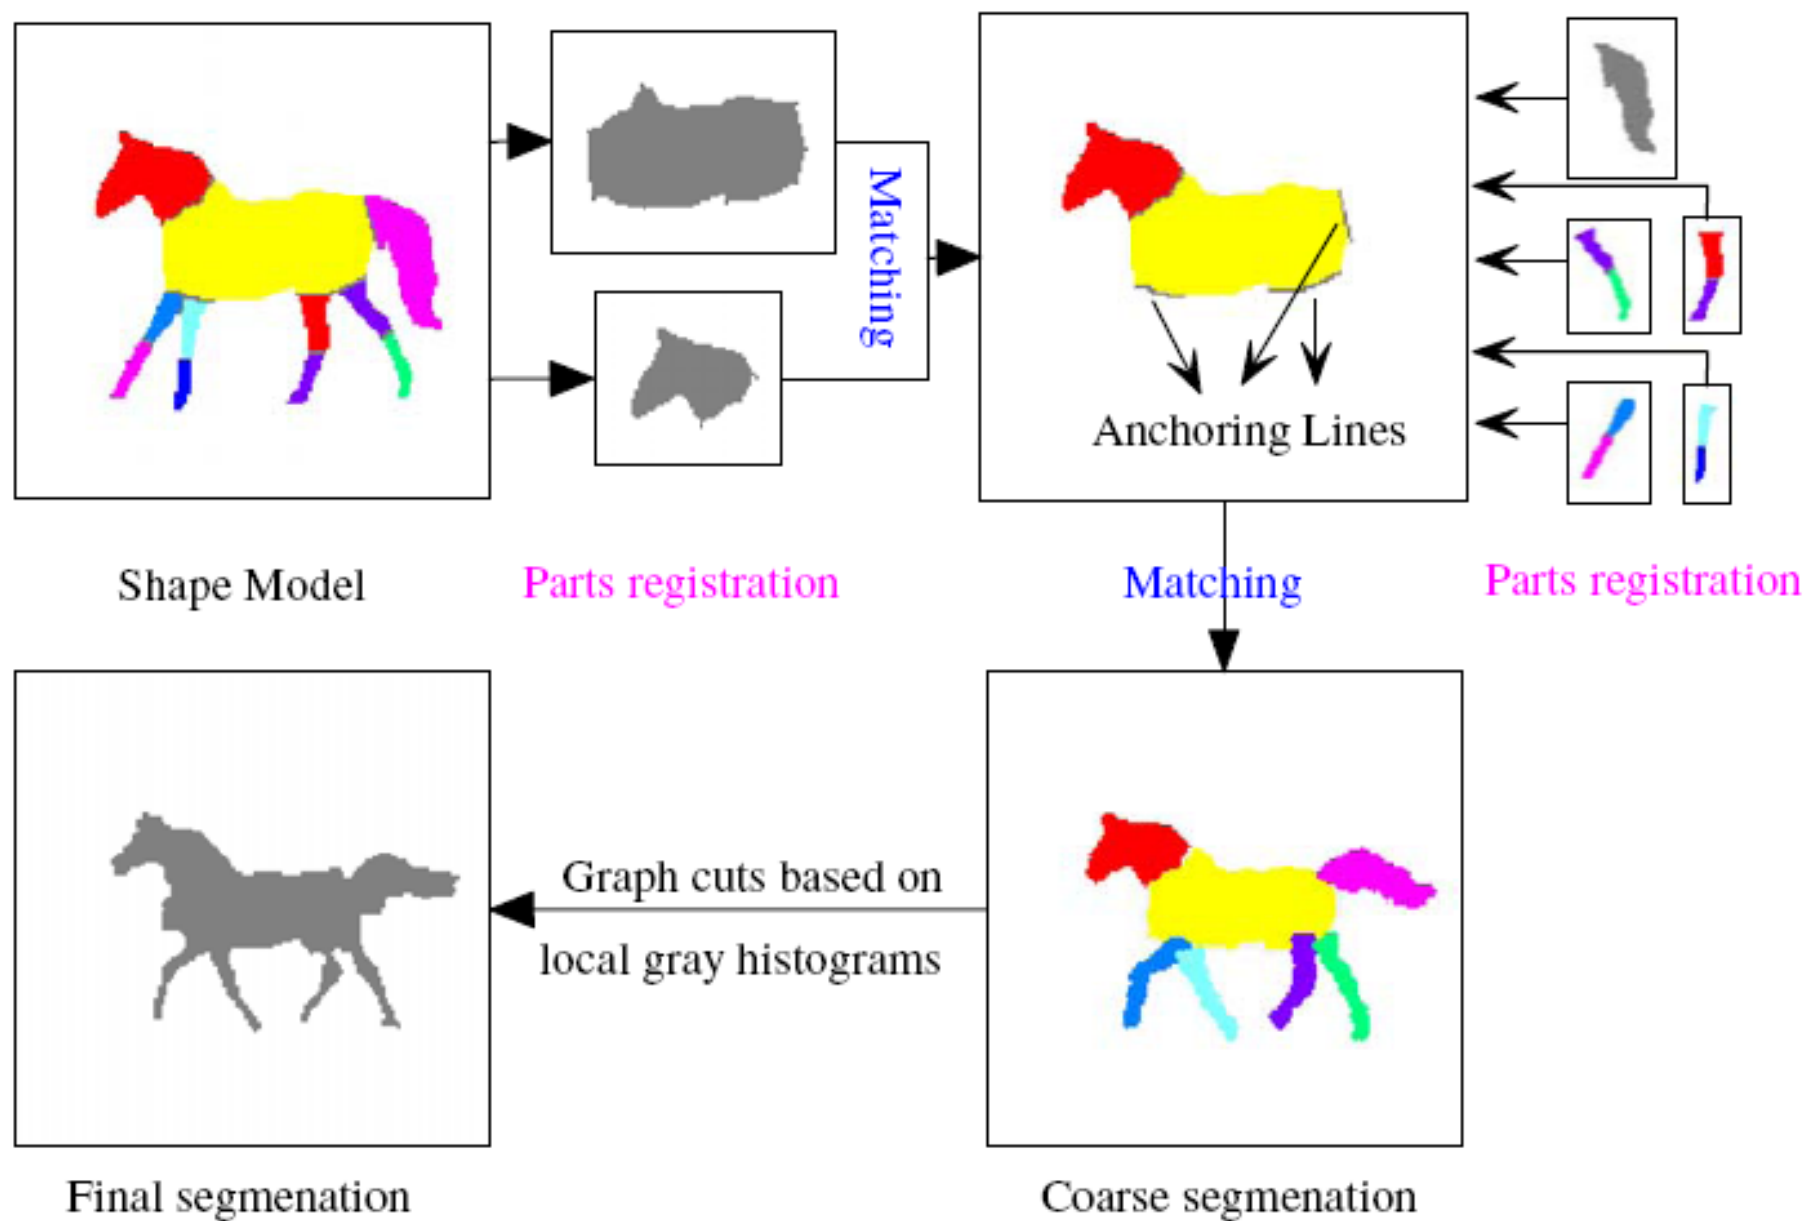 Matching
Anchoring Lines
Shape Model
Parts registration
Matching
Parts registration
Graph cuts based on
local gray histograms
Final segmenation
Coarse segmenation